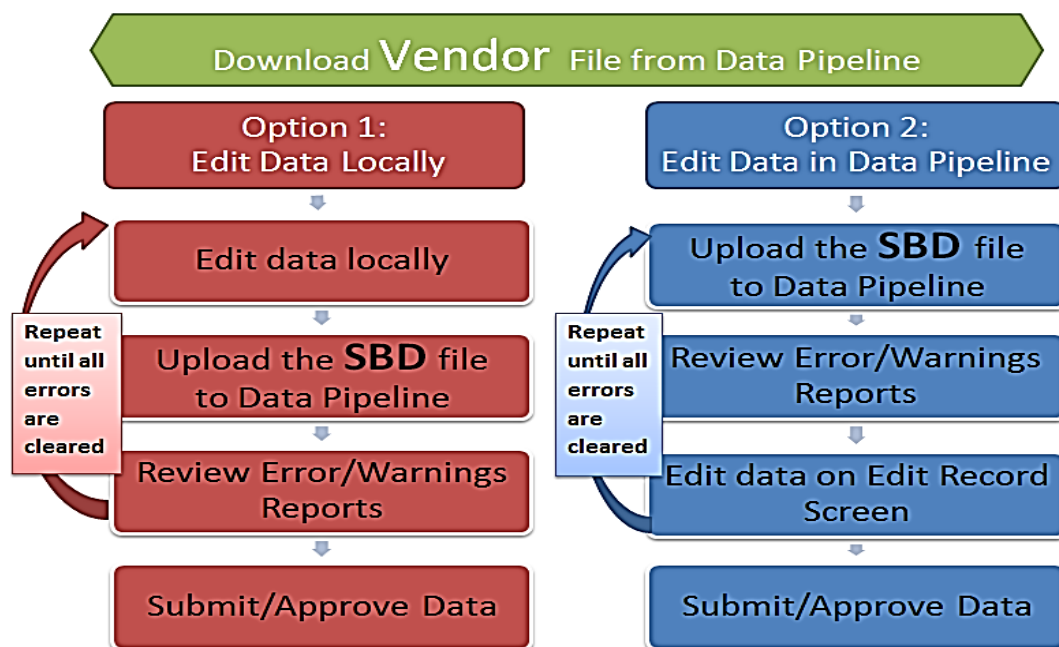 Download Vendor File from Data Pipeline
Option 1:
Edit Data Locally
Edit data locally
Upload the SBD file
to Data Pipeline
Review Error/Warnings
Reports
Submit/Approve Data
Repeat
until all
errors
are
cleared
Option 2:
Edit Data in Data Pipeline
Upload the SBD file
to Data Pipeline
Review Error/Warnings
Reports
Edit data on Edit Record
Screen
Submit/Approve Data
Repeat
until all
errors
are
cleared